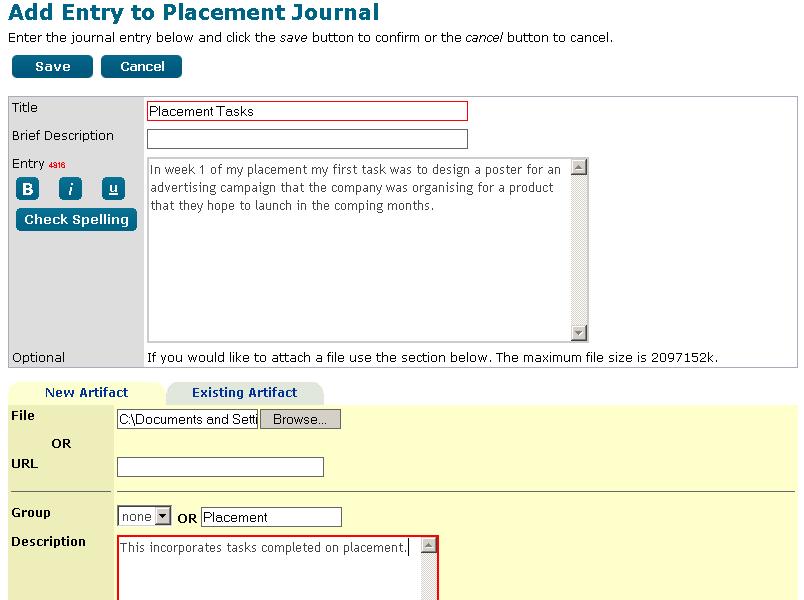 Add Entry to Placement Journal
Enter the journal entry below and click the save button to confirm or the cancel button to cancel.
Save Cancel
Title Placement Tasks
Brief Description
Entry 4816
In week 1 of my placement my first task was to design a poster for an
advertising campaign that the company was organising for a product
that they hope to launch in the comping months.
B i u
Check Spelling
Optional If you would like to attach a file use the section below. The maximum file size is 2097152k.
New Artifact Existing Artifact
File C:\Documents and Setti Browse...
OR
URL
Group none OR Placement
Description This incorporates tasks completed on placement.